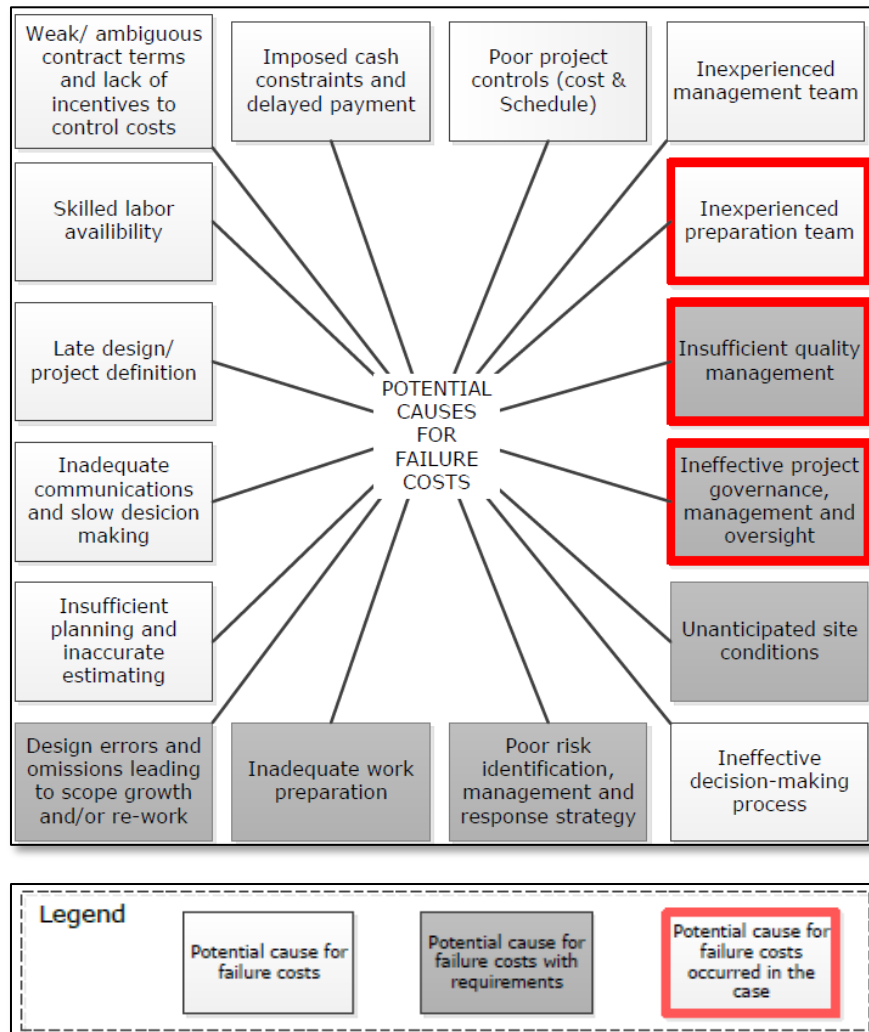 Weak/ ambiguous
contract terms
and lack of
incentives to
control costs
Imposed cash
constraints and
delayed payment
Poor project
controls (cost &
Schedule)
Inexperienced
management team
Skilled labor
availibility
Inexperienced
preparation team
Late design/
project definition
Insufficient quality
management
POTENTIAL
CAUSES
FOR
FAILURE
COSTS
Inadequate
communications
and slow desicion
making
Ineffective project
governance,
management and
oversight
Insufficient
planning and
inaccurate
estimating
Unanticipated site
conditions
Design errors and
omissions leading
to scope growth
and/or re-work
Inadequate work
preparation
Poor risk
identification,
management and
response strategy
Ineffective
decision-making
process
Legend
Potential cause for
failure costs
Potential cause for
failure costs with
requirements
Potential cause for
failure costs
occurred in the
case